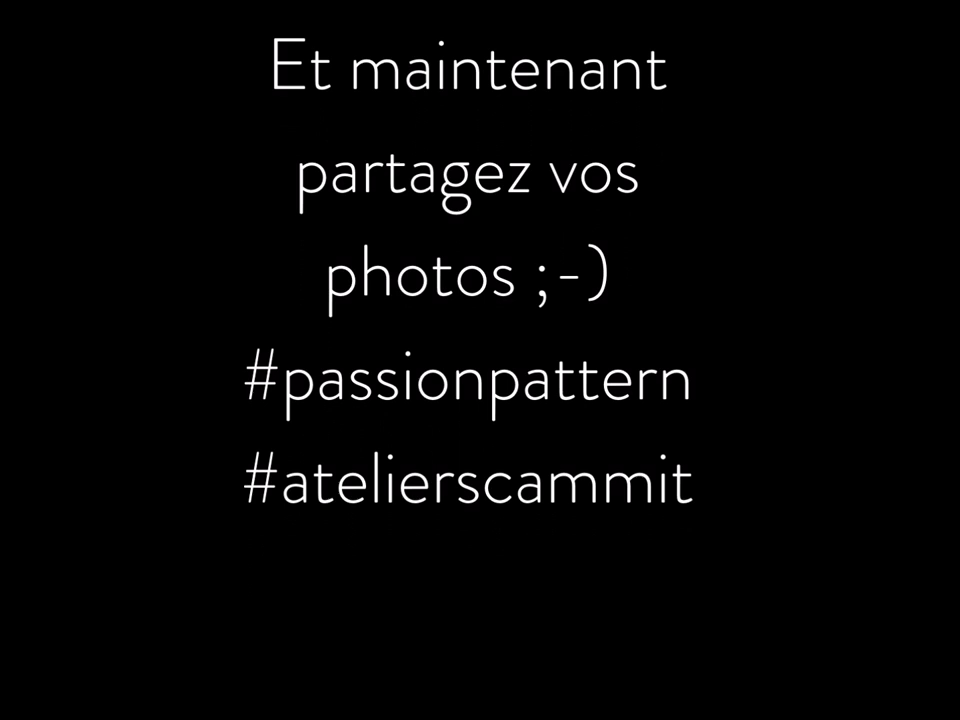 Et maintenant
partagez vos
photos ;-)
#passionpattern
#atelierscammit